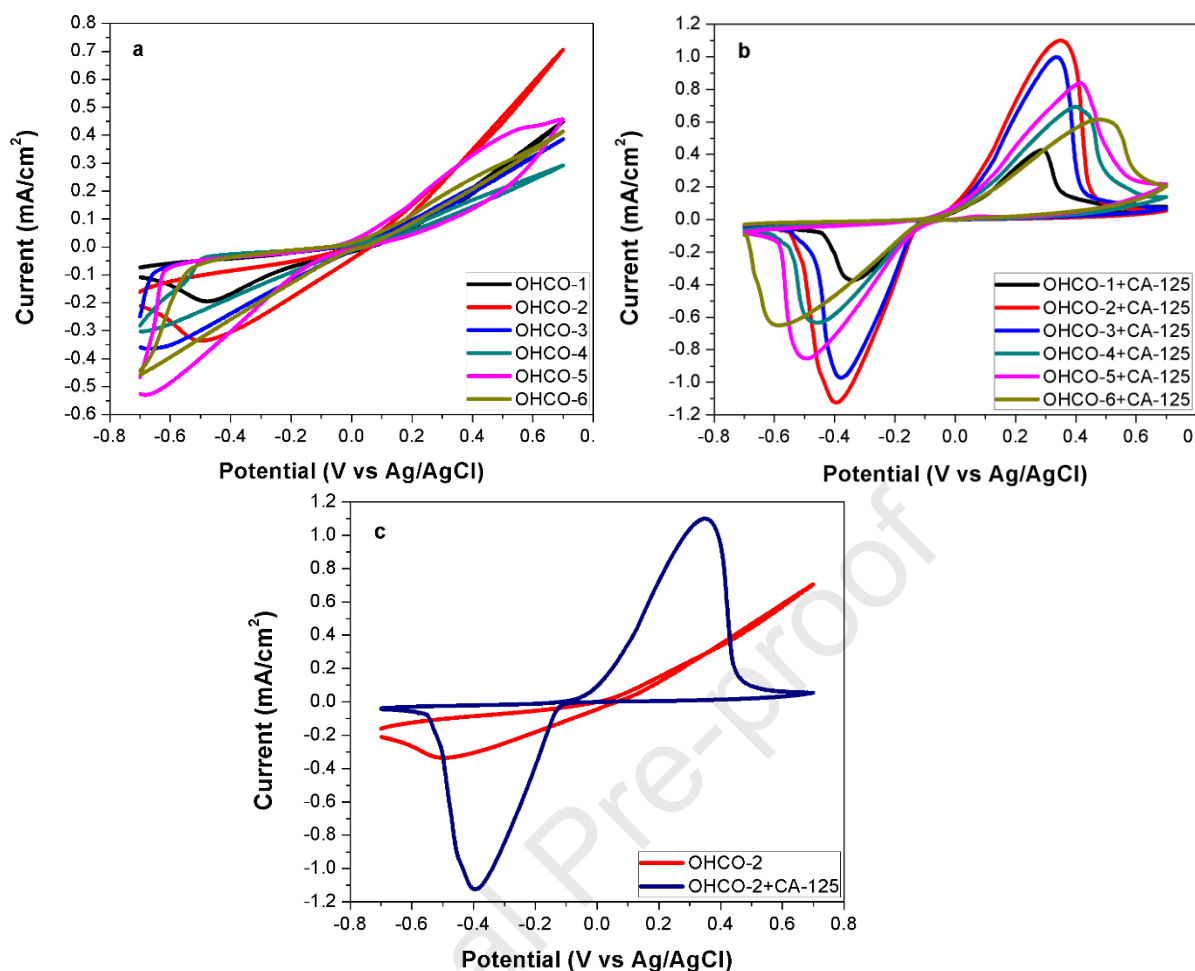 a
0.8
0.7
0.6
0.5
0.4
0.3
0.2
0.1
0.0
-0.1
-0.2
-0.3
-0.4
-0.5
-0.6
Current (mA/cm²)
OHCO-1
OHCO-2
OHCO-3
OHCO-4
OHCO-5
OHCO-6
-0.8 -0.6 -0.4 -0.2 0.0 0.2 0.4 0.6 0.
Potential (V vs Ag/AgCl)
b
1.2
1.0
0.8
0.6
0.4
0.2
0.0
-0.2
-0.4
-0.6
-0.8
-1.0
-1.2
Current (mA/cm²)
OHCO-1+CA-125
OHCO-2+CA-125
OHCO-3+CA-125
OHCO-4+CA-125
OHCO-5+CA-125
OHCO-6+CA-125
-0.8 -0.6 -0.4 -0.2 0.0 0.2 0.4 0.6 0
Potential (V vs Ag/AgCl)
c
1.2
1.0
0.8
0.6
0.4
0.2
0.0
-0.2
-0.4
-0.6
-0.8
-1.0
-1.2
Current (mA/cm²)
OHCO-2
OHCO-2+CA-125
-0.8 -0.6 -0.4 -0.2 0.0 0.2 0.4 0.6 0.8
Potential (V vs Ag/AgCl)
al Pre-proof